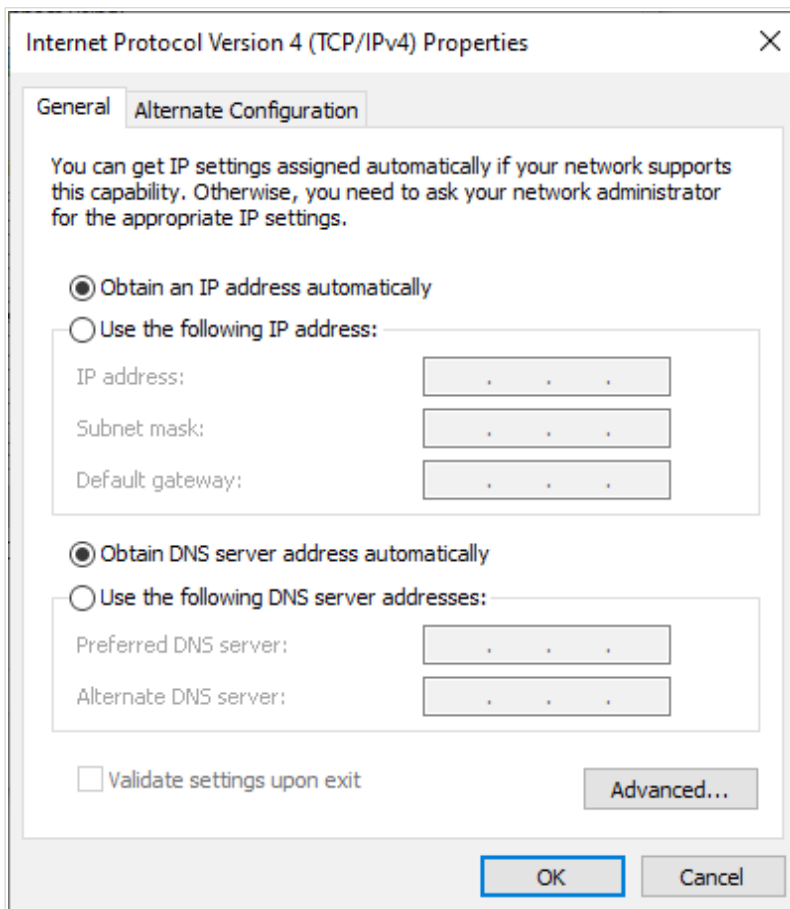 Internet Protocol Version 4 (TCP/IPv4) Properties
General
Alternate Configuration
You can get IP settings assigned automatically if your network supports
this capability. Otherwise, you need to ask your network administrator
for the appropriate IP settings.
Obtain an IP address automatically
Use the following IP address:
IP address:
. . .
Subnet mask:
. . .
Default gateway:
. . .
Obtain DNS server address automatically
Use the following DNS server addresses:
Preferred DNS server:
. . .
Alternate DNS server:
. . .
Validate settings upon exit
Advanced...
OK
Cancel